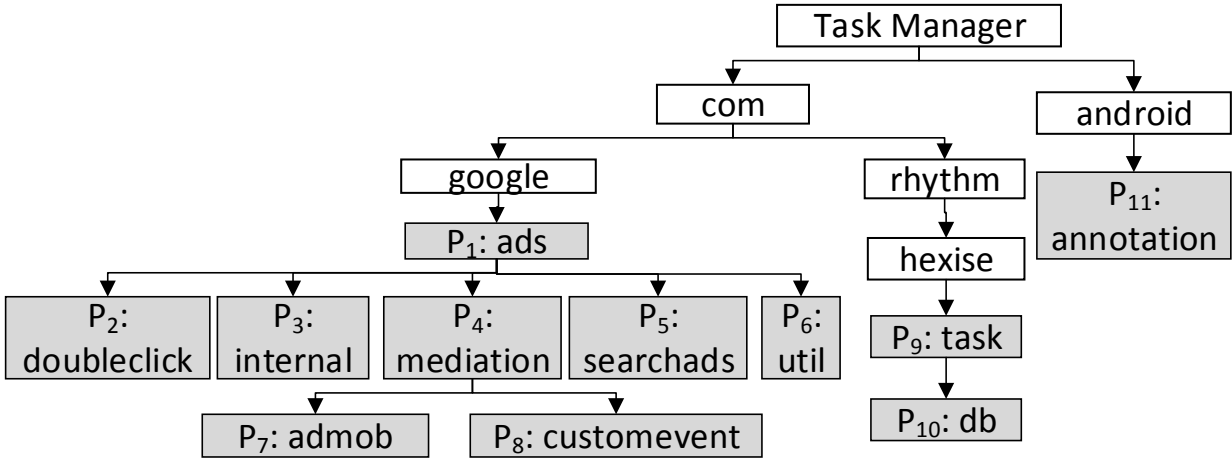 Task Manager
com
android
google
rhythm
P₁₁:
annotation
P₁: ads
hexise
P₂:
doubleclick
P₃:
internal
P₄:
mediation
P₅:
searchads
P₆:
util
P₉: task
P₇: admob
P₈: customevent
P₁₀: db